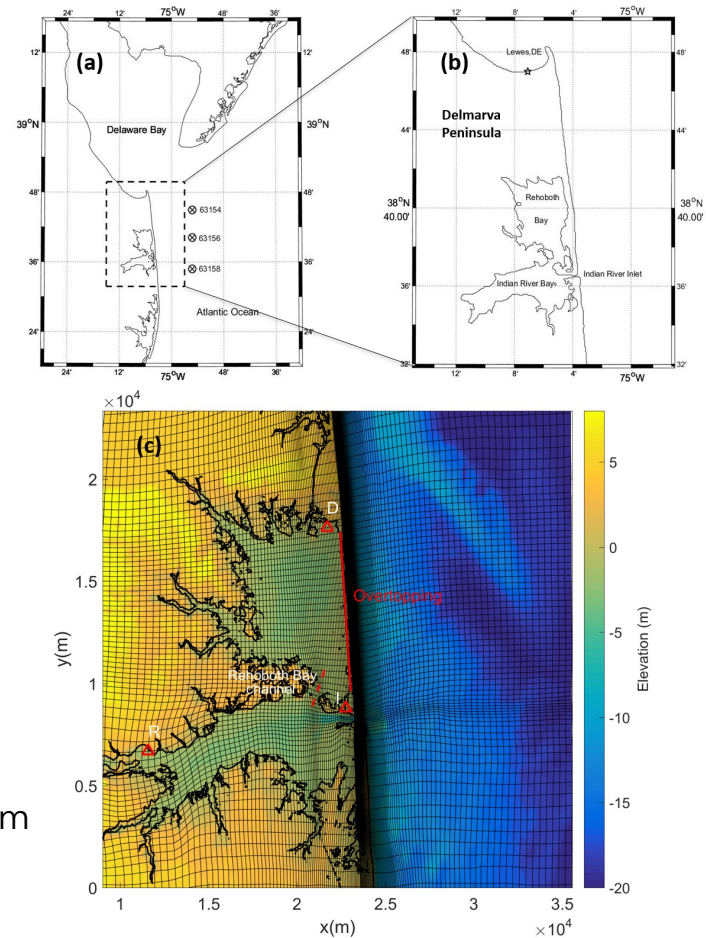 75°W
24'
12'
48'
36'
12'
12'
(a)
39°N
39°N
Delaware Bay
48'
48'
63154
63156
63158
36'
36'
Atlantic Ocean
24'
24'
24'
12'
75°W
48'
36'
12'
8'
4'
75°W
48'
48'
(b)
Lewes,DE
Delmarva
Peninsula
44'
44'
38°N
40.00'
38°N
40.00'
Rehoboth
Bay
Indian River Inlet
Indian River Bay
36'
36'
32'
32'
12'
8'
4'
75°W
×10⁴
(c)
2
1.5
1
0.5
0
y(m)
D
Overtopping
Rehoboth Bay
channel
I
R
5
0
-5
-10
-15
-20
Elevation (m)
m
1
1.5
2
2.5
3
3.5
x(m)
×10⁴